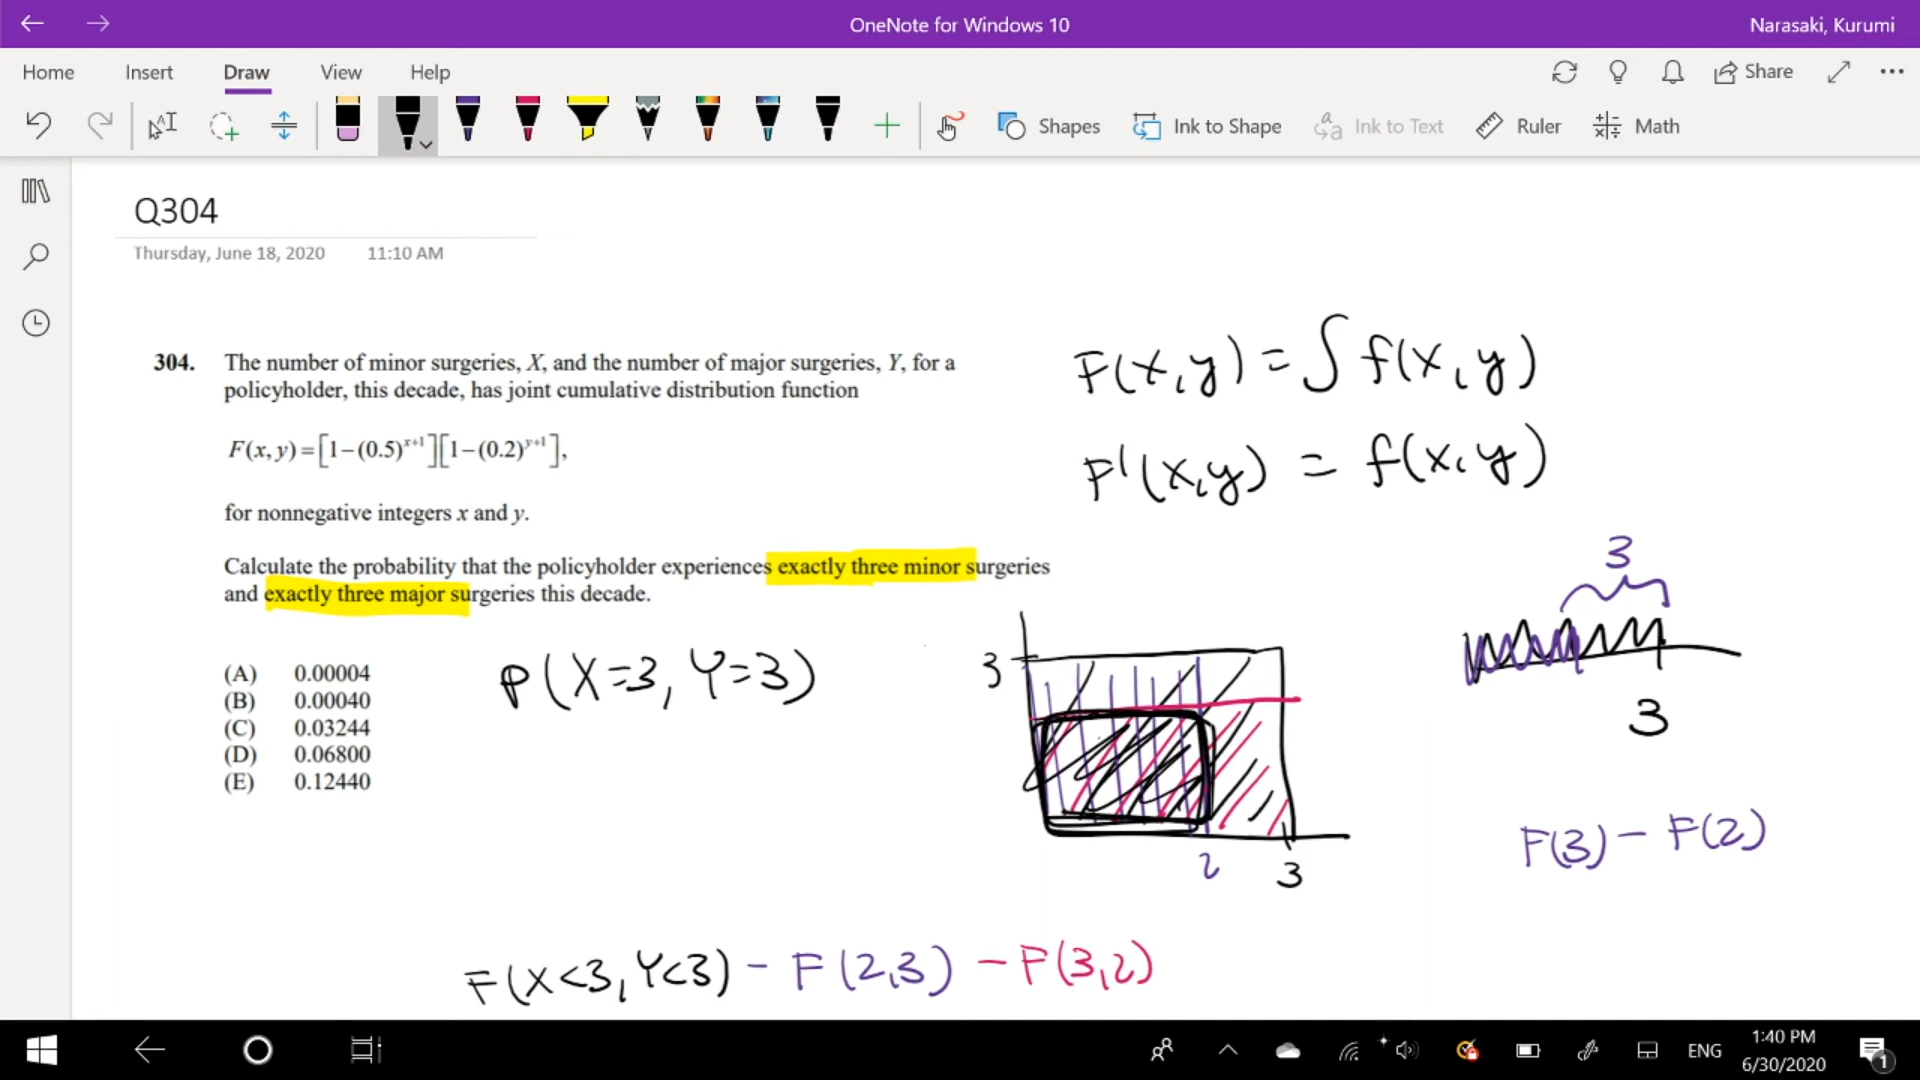 OneNote for Windows 10
Narasaki, Kurumi
Home Insert Draw View Help
Share
Shapes Ink to Shape Ink to Text Ruler Math
Q304
Thursday, June 18, 2020 11:10 AM
304. The number of minor surgeries, X, and the number of major surgeries, Y, for a
policyholder, this decade, has joint cumulative distribution function
F(x, y) = [1−(0.5)^{x+1}][1−(0.2)^{y+1}],
for nonnegative integers x and y.
Calculate the probability that the policyholder experiences exactly three minor surgeries
and exactly three major surgeries this decade.
(A) 0.00004
(B) 0.00040
(C) 0.03244
(D) 0.06800
(E) 0.12440
F(x,y) = ∫ f(x,y)
F'(x,y) = f(x,y)
P(X=3, Y=3)
3
2
3
3
3
F(3) − F(2)
F(X<3, Y<3) − F(2,3) − F(3,2)
ENG
1:40 PM
6/30/2020
1